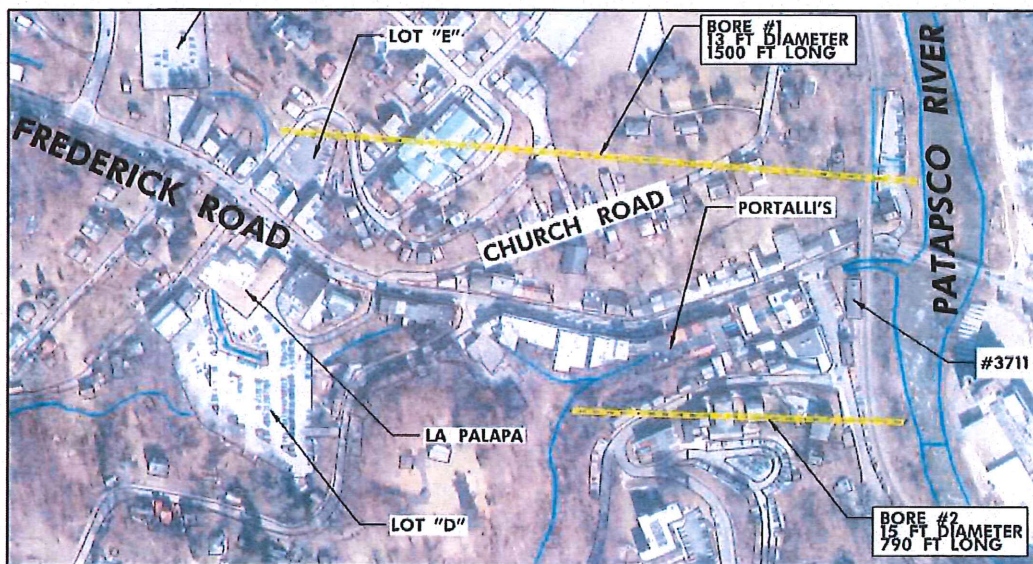 LOT "E"
BORE #1
13 FT DIAMETER
1500 FT LONG
FREDERICK ROAD
CHURCH ROAD
PORTALLI'S
PATAPSCO RIVER
#3711
LA PALAPA
LOT "D"
BORE #2
15 FT DIAMETER
790 FT LONG